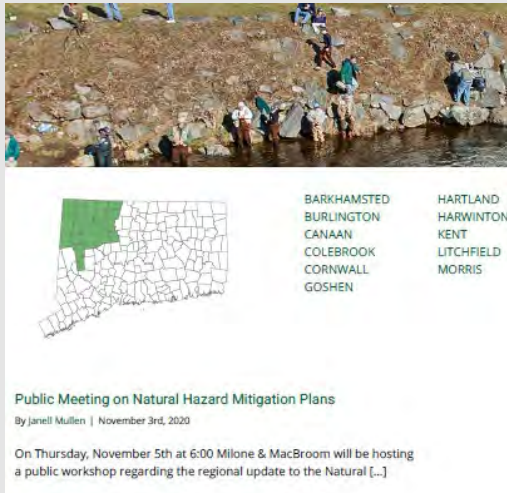 BARKHAMSTED
BURLINGTON
CANAAN
COLEBROOK
CORNWALL
GOSHEN
HARTLAND
HARWINTON
KENT
LITCHFIELD
MORRIS
Public Meeting on Natural Hazard Mitigation Plans
By Janell Mullen | November 3rd, 2020
On Thursday, November 5th at 6:00 Milone & MacBroom will be hosting
a public workshop regarding the regional update to the Natural [...]